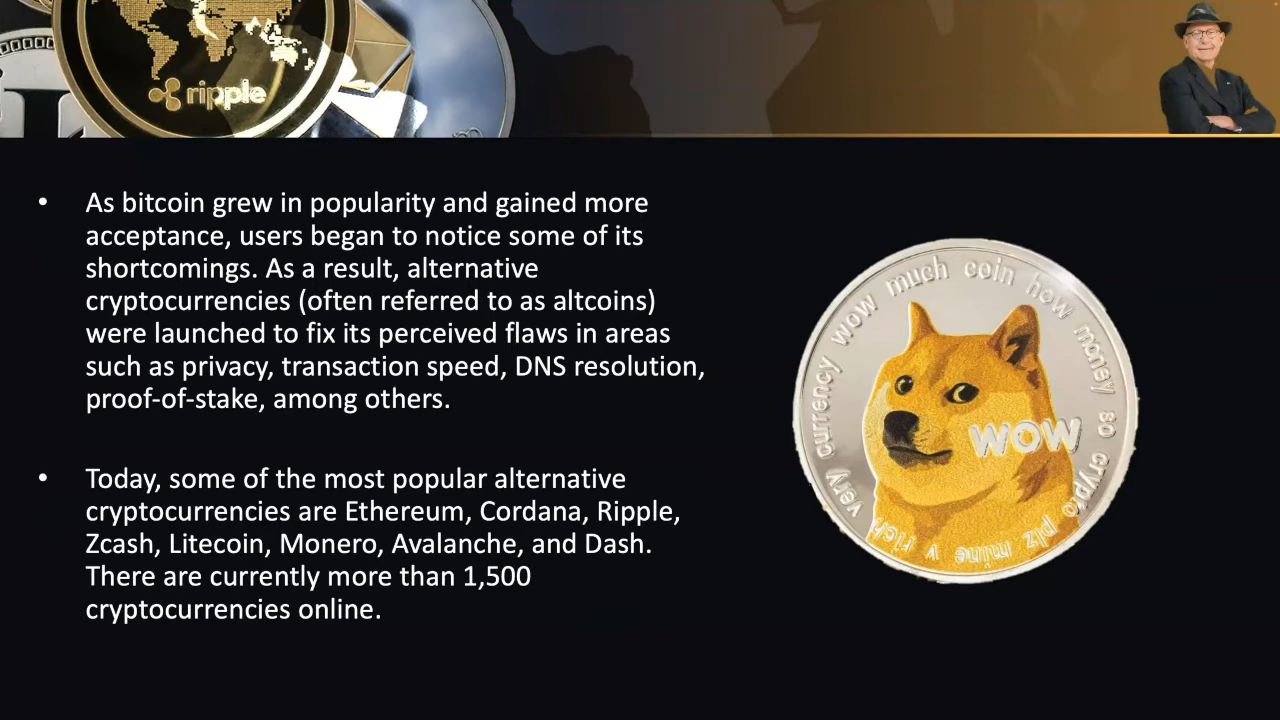 ripple
• As bitcoin grew in popularity and gained more
acceptance, users began to notice some of its
shortcomings. As a result, alternative
cryptocurrencies (often referred to as altcoins)
were launched to fix its perceived flaws in areas
such as privacy, transaction speed, DNS resolution,
proof-of-stake, among others.
• Today, some of the most popular alternative
cryptocurrencies are Ethereum, Cordana, Ripple,
Zcash, Litecoin, Monero, Avalanche, and Dash.
There are currently more than 1,500
cryptocurrencies online.
very currency wow much coin how money so crypto plz mine v rich
WOW